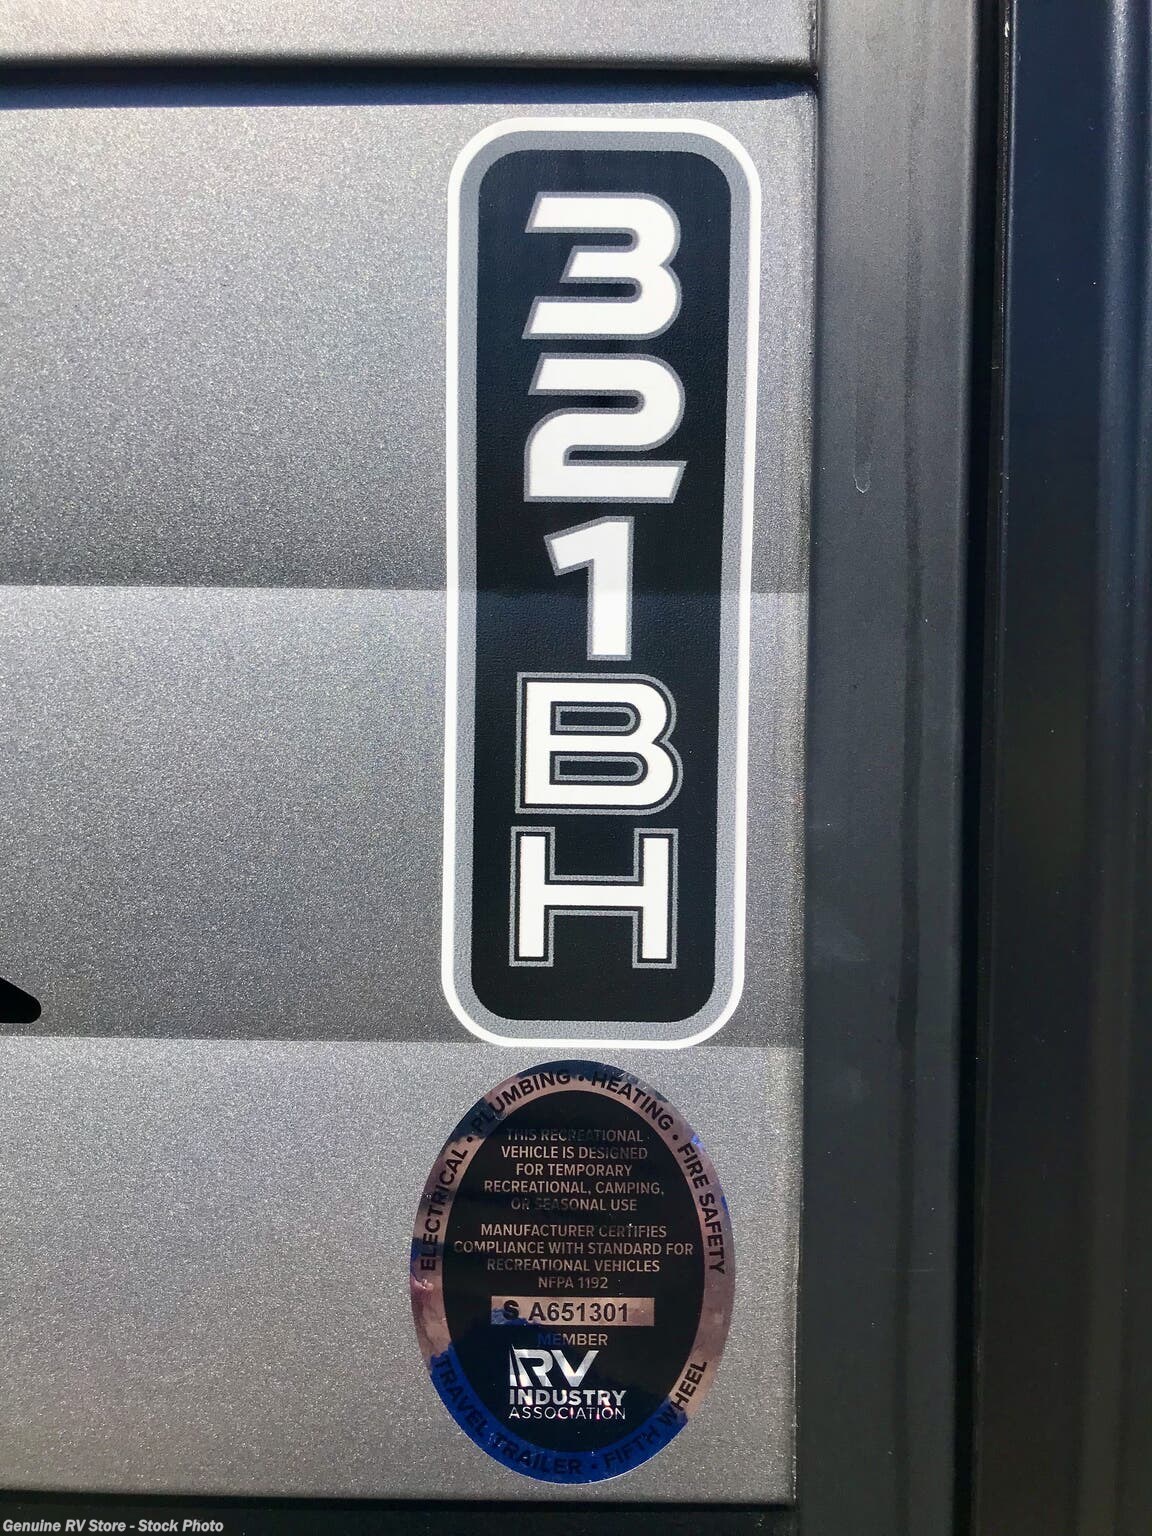 321BH
ELECTRICAL • PLUMBING • HEATING • FIRE SAFETY
THIS RECREATIONAL
VEHICLE IS DESIGNED
FOR TEMPORARY
RECREATIONAL, CAMPING,
OR SEASONAL USE
MANUFACTURER CERTIFIES
COMPLIANCE WITH STANDARD FOR
RECREATIONAL VEHICLES
NFPA 1192
S A651301
MEMBER
RV
INDUSTRY
ASSOCIATION
TRAVEL TRAILER • FIFTH WHEEL
Genuine RV Store - Stock Photo